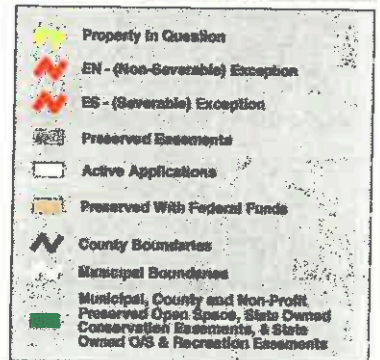 Property In Question
EN - (Non-Severable) Exception
ES - (Severable) Exception
Preserved Easements
Active Applications
Preserved With Federal Funds
County Boundaries
Municipal Boundaries
Municipal, County and Non-Profit
Preserved Open Space, State Owned
Conservation Easements, & State
Owned O/S & Recreation Easements